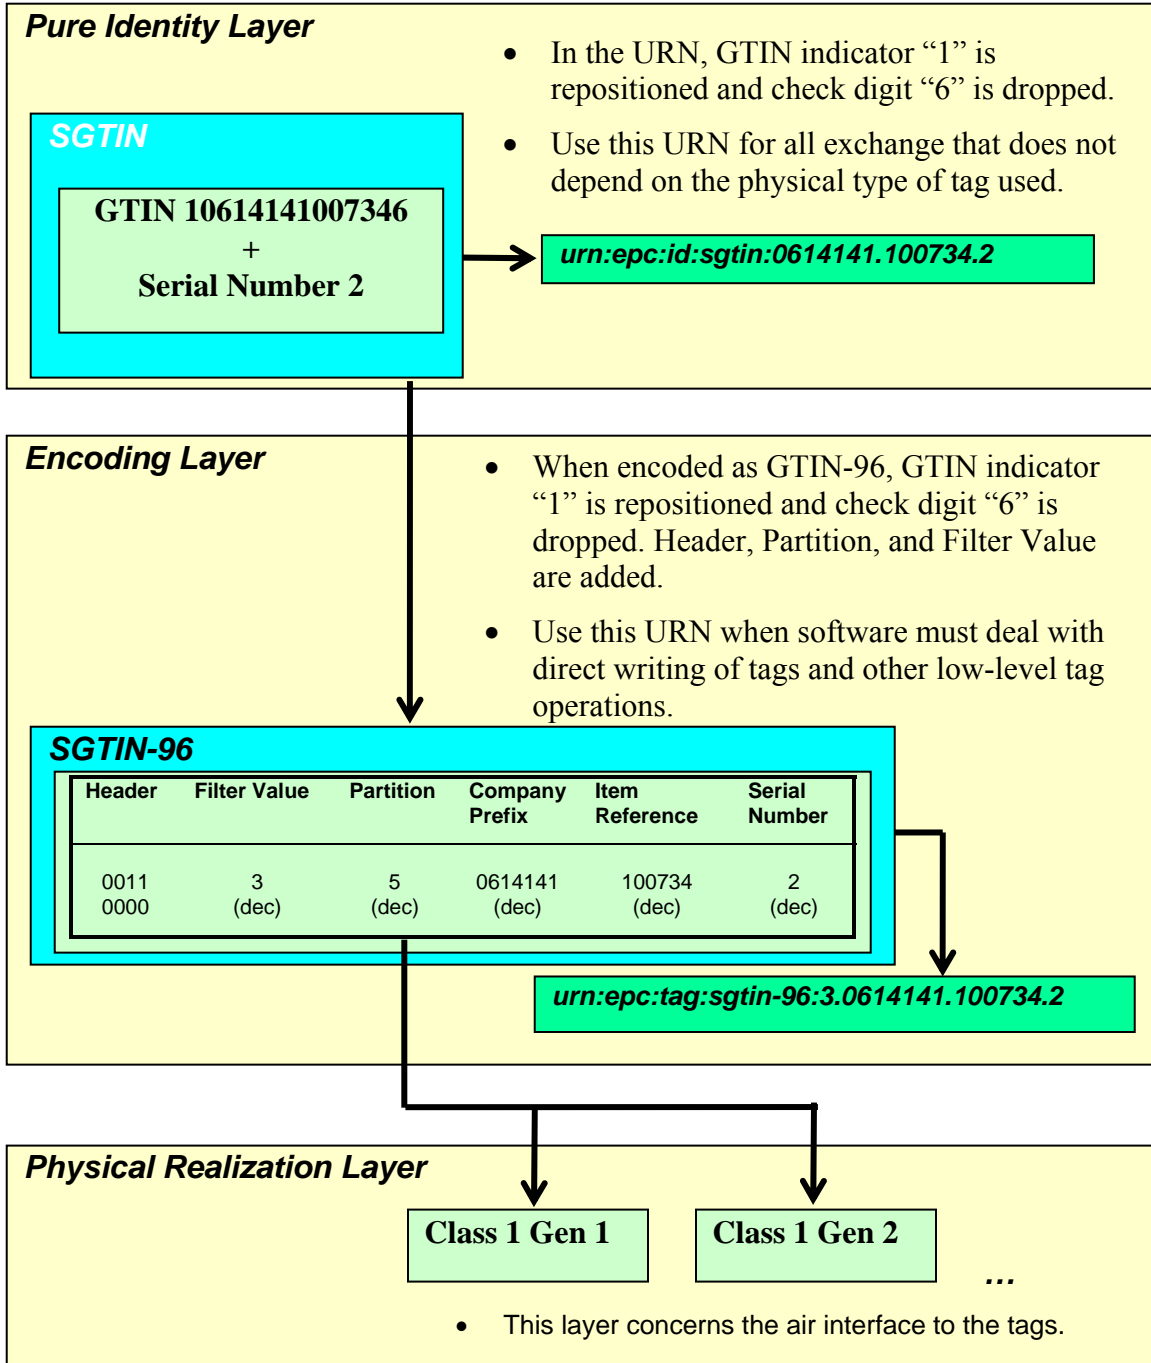 Pure Identity Layer
• In the URN, GTIN indicator “1” is
repositioned and check digit “6” is dropped.
• Use this URN for all exchange that does not
depend on the physical type of tag used.
SGTIN
GTIN 10614141007346
+
Serial Number 2
urn:epc:id:sgtin:0614141.100734.2
Encoding Layer
• When encoded as GTIN-96, GTIN indicator
“1” is repositioned and check digit “6” is
dropped. Header, Partition, and Filter Value
are added.
• Use this URN when software must deal with
direct writing of tags and other low-level tag
operations.
SGTIN-96
Header Filter Value Partition Company Item Serial
Prefix Reference Number
0011 3 5 0614141 100734 2
0000 (dec) (dec) (dec) (dec) (dec)
urn:epc:tag:sgtin-96:3.0614141.100734.2
Physical Realization Layer
Class 1 Gen 1 Class 1 Gen 2
...
• This layer concerns the air interface to the tags.